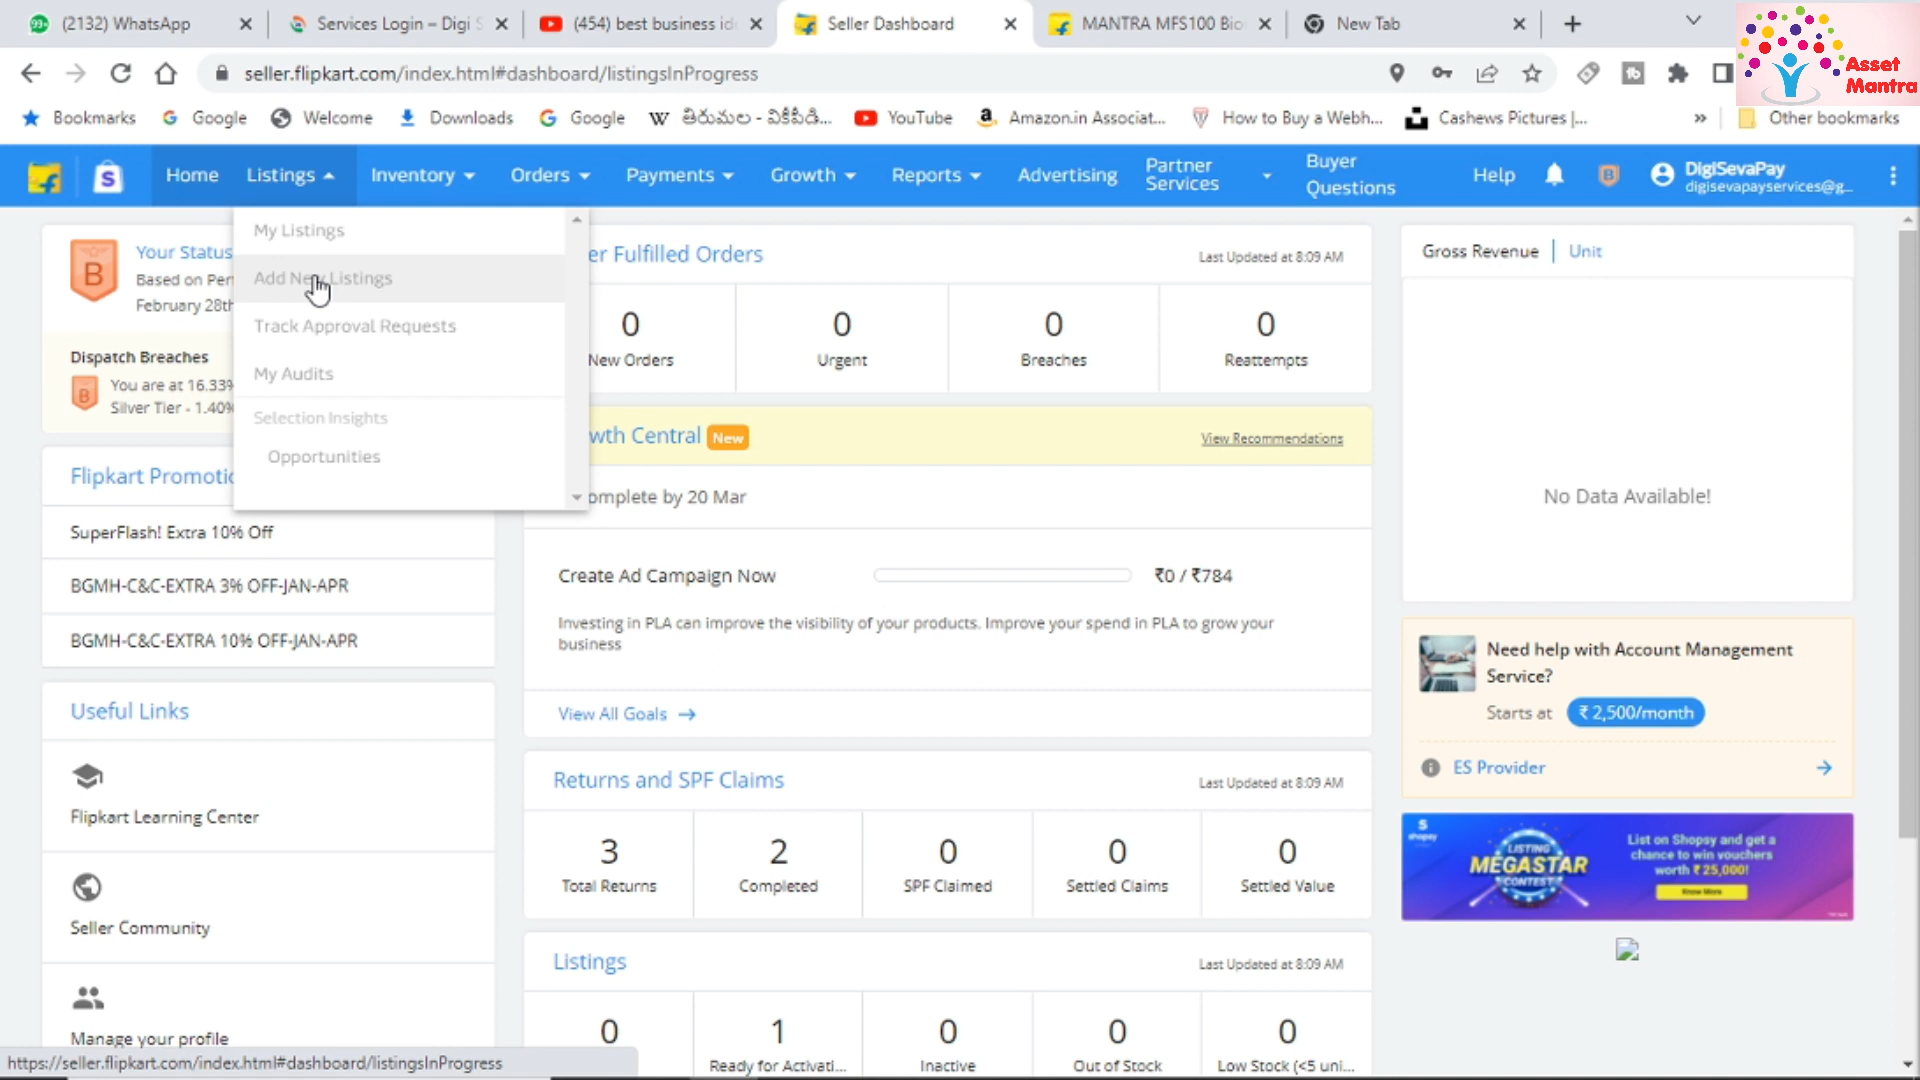 (2132) WhatsApp
Services Login – Digi S
(454) best business ide
Seller Dashboard
MANTRA MFS100 Bio
New Tab
seller.flipkart.com/index.html#dashboard/listingsInProgress
Asset
Mantra
Bookmarks
Google
Welcome
Downloads
Google
తిరుమల - వికీపీడి...
YouTube
Amazon.in Associat...
How to Buy a Webh...
Cashews Pictures |...
Other bookmarks
Home
Listings
Inventory
Orders
Payments
Growth
Reports
Advertising
Partner
Services
Buyer
Questions
Help
DigiSevaPay
digisevapayservices@g...
My Listings
Add New Listings
Track Approval Requests
My Audits
Selection Insights
Opportunities
B
Your Status
Based on Per
February 28th
Dispatch Breaches
B
You are at 16.33%
Silver Tier - 1.40%
Flipkart Promotic
SuperFlash! Extra 10% Off
BGMH-C&C-EXTRA 3% OFF-JAN-APR
BGMH-C&C-EXTRA 10% OFF-JAN-APR
Useful Links
Flipkart Learning Center
Seller Community
Manage your profile
er Fulfilled Orders
Last Updated at 8:09 AM
0
New Orders
0
Urgent
0
Breaches
0
Reattempts
wth Central
New
View Recommendations
omplete by 20 Mar
Create Ad Campaign Now
₹0 / ₹784
Investing in PLA can improve the visibility of your products. Improve your spend in PLA to grow your
business
View All Goals
Returns and SPF Claims
Last Updated at 8:09 AM
3
Total Returns
2
Completed
0
SPF Claimed
0
Settled Claims
0
Settled Value
Listings
Last Updated at 8:09 AM
0
1
Ready for Activati...
0
Inactive
0
Out of Stock
0
Low Stock (<5 uni...
Gross Revenue
Unit
No Data Available!
Need help with Account Management
Service?
Starts at
₹ 2,500/month
ES Provider
shopsy
LISTING
MEGASTAR
CONTEST
List on Shopsy and get a
chance to win vouchers
worth ₹ 25,000!
Know More
https://seller.flipkart.com/index.html#dashboard/listingsInProgress